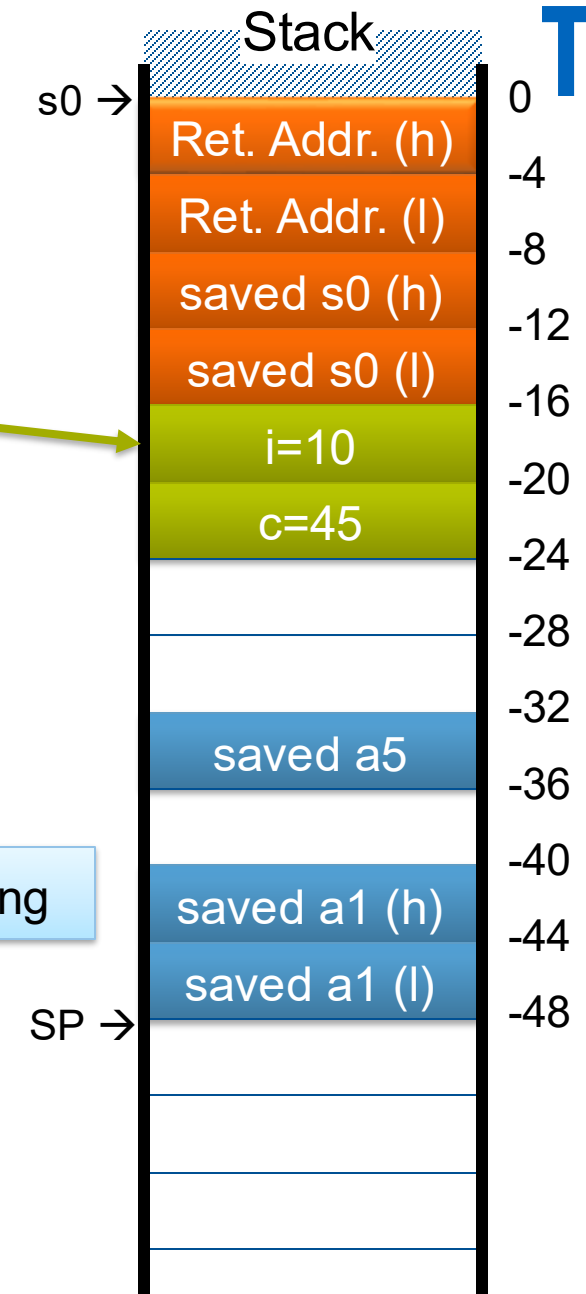 Stack
T
s0 → 0
Ret. Addr. (h)
-4
Ret. Addr. (l)
-8
saved s0 (h)
-12
saved s0 (l)
-16
i=10
-20
c=45
-24
-28
-32
saved a5
-36
-40
ng
saved a1 (h)
-44
saved a1 (l)
-48
SP →